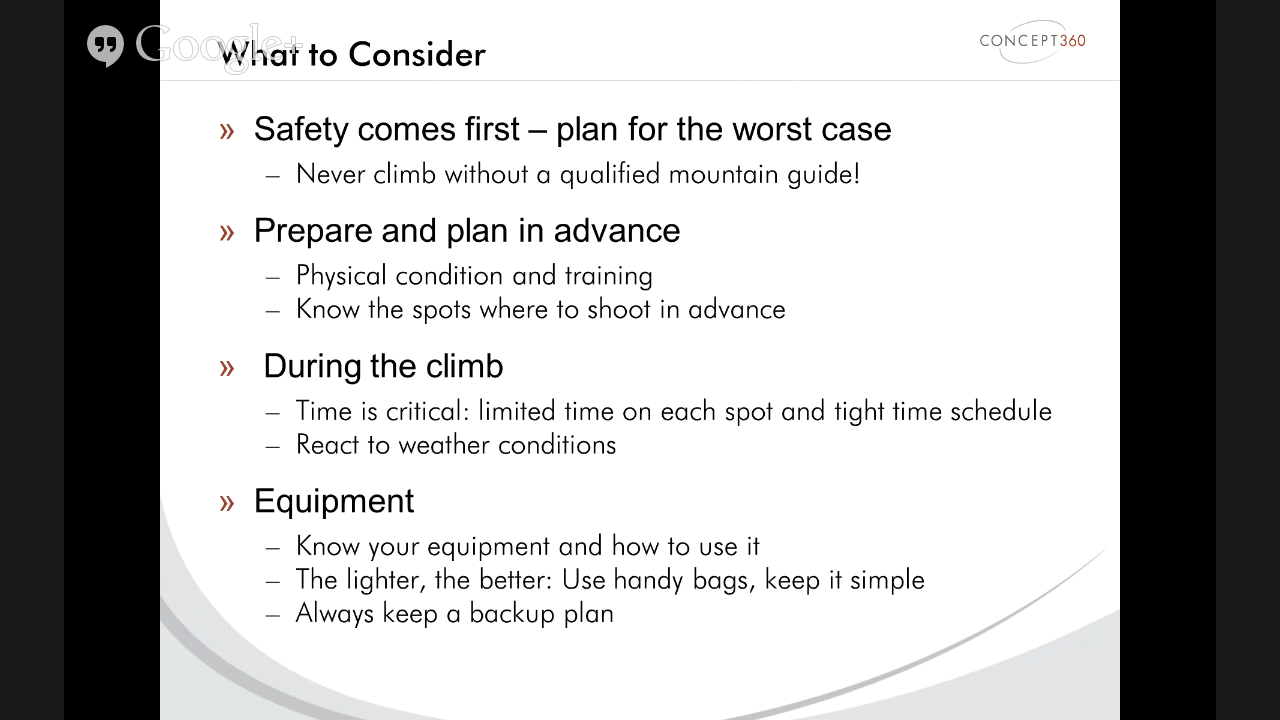 Google+
What to Consider
CONCEPT360
» Safety comes first – plan for the worst case
– Never climb without a qualified mountain guide!
» Prepare and plan in advance
– Physical condition and training
– Know the spots where to shoot in advance
» During the climb
– Time is critical: limited time on each spot and tight time schedule
– React to weather conditions
» Equipment
– Know your equipment and how to use it
– The lighter, the better: Use handy bags, keep it simple
– Always keep a backup plan